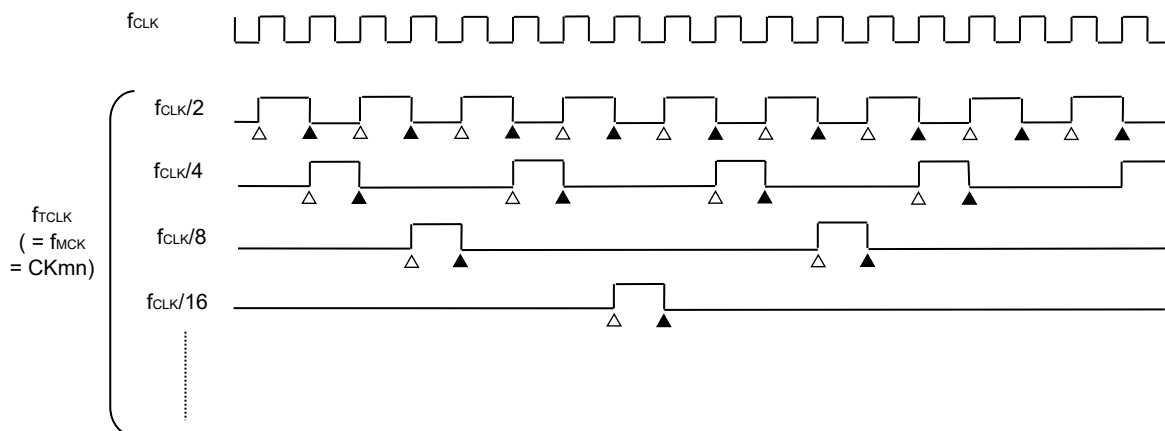 fCLK
fCLK/2
fCLK/4
fTCLK
( = fMCK
= CKmn)
fCLK/8
fCLK/16